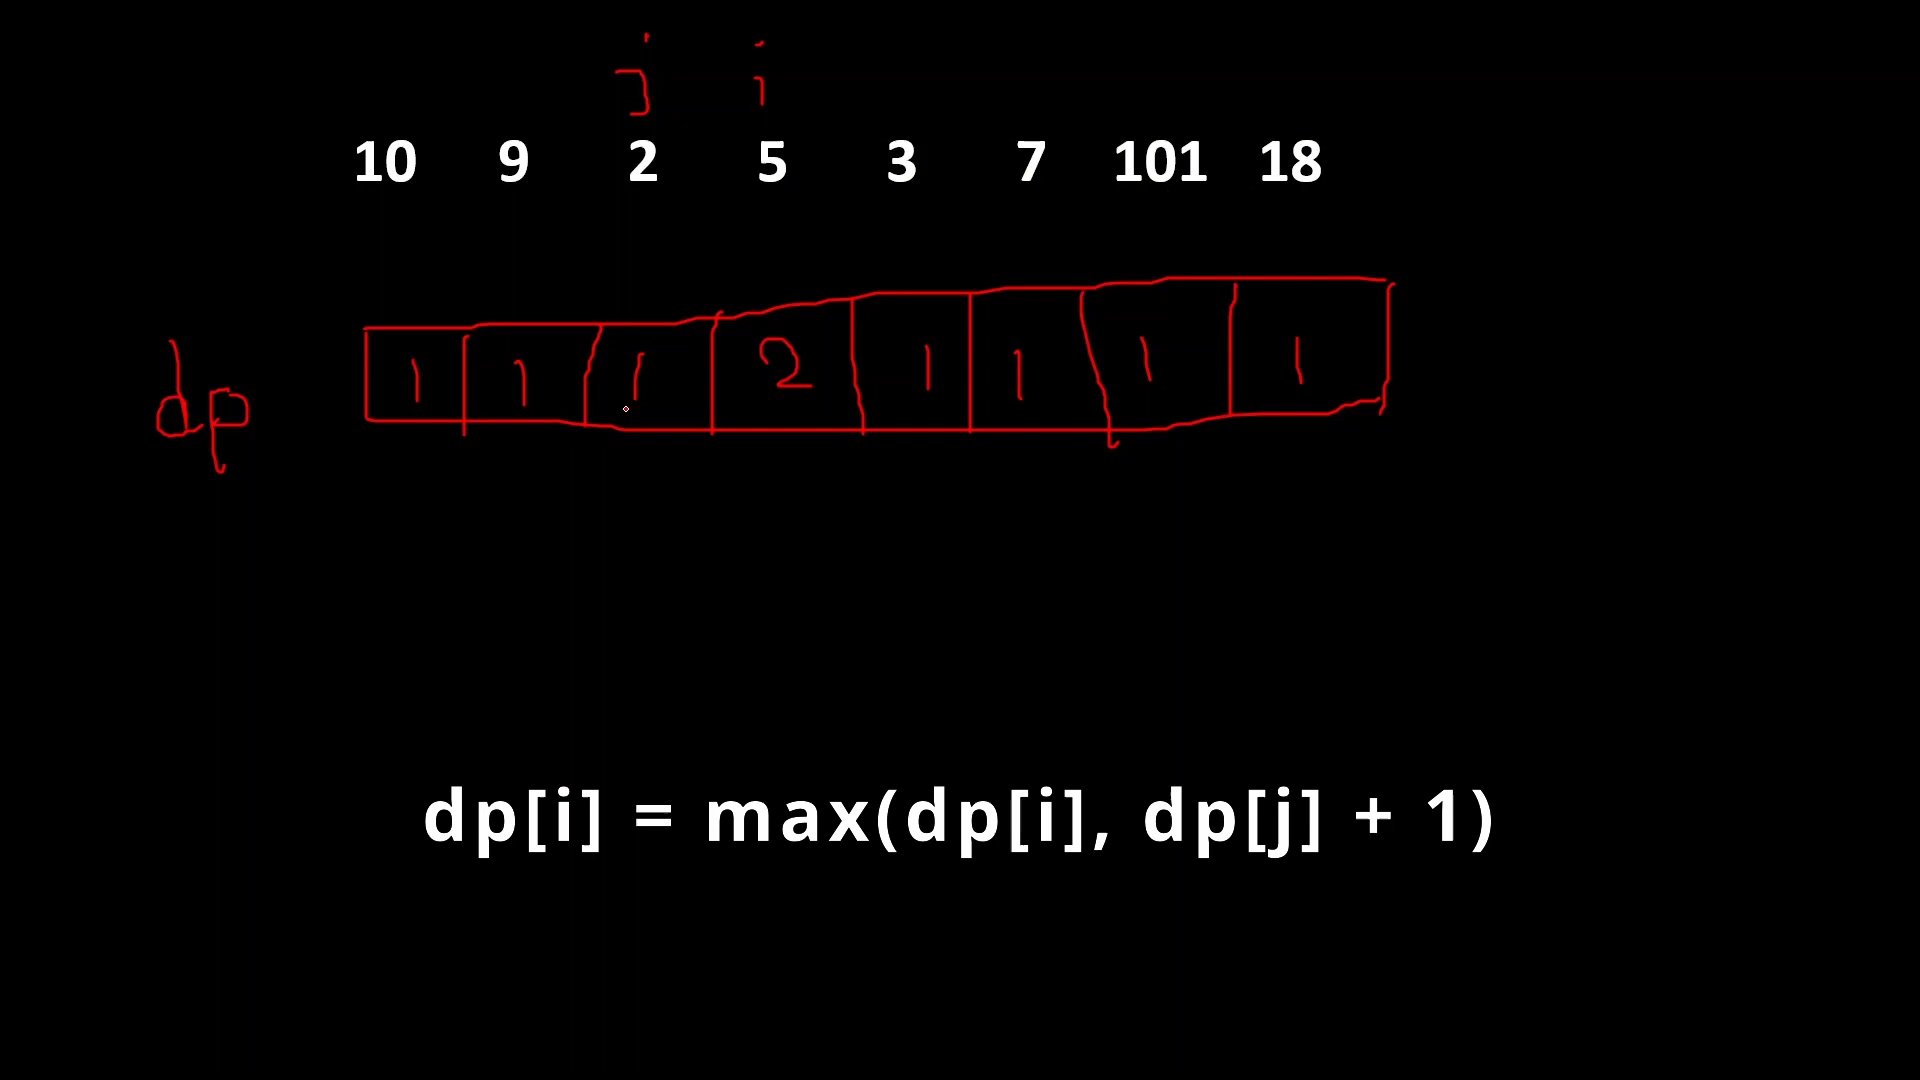 j i
10 9 2 5 3 7 101 18
dp 1 1 1 2 1 1 1 1
dp[i] = max(dp[i], dp[j] + 1)